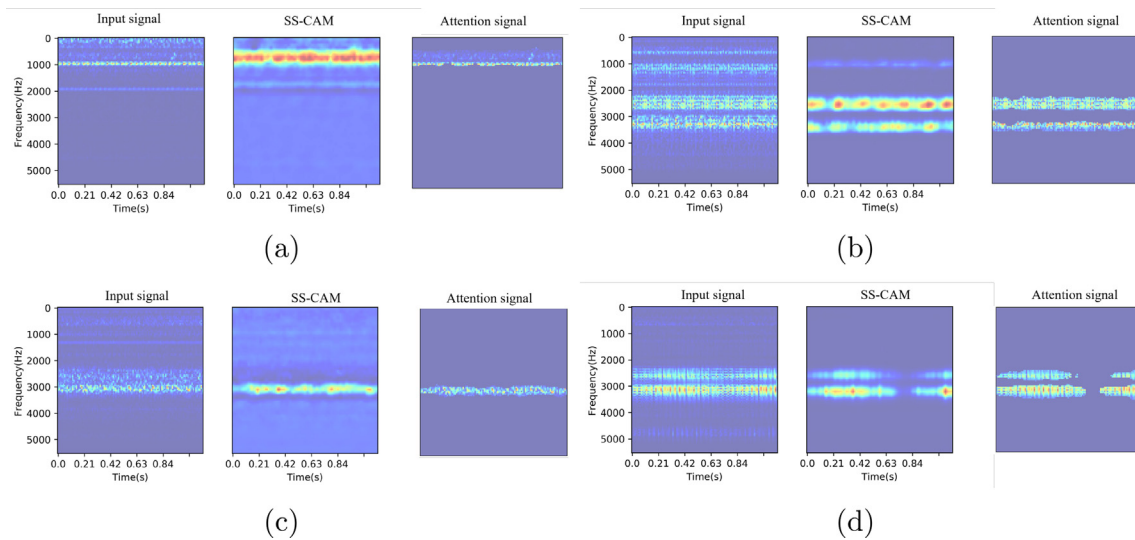 Input signal
SS-CAM
Attention signal
Frequency(Hz)
0
1000
2000
3000
4000
5000
0.0 0.21 0.42 0.63 0.84
Time(s)
0.0 0.21 0.42 0.63 0.84
Time(s)
(a)
Input signal
SS-CAM
Attention signal
Frequency(Hz)
0
1000
2000
3000
4000
5000
0.0 0.21 0.42 0.63 0.84
Time(s)
0.0 0.21 0.42 0.63 0.84
Time(s)
(b)
Input signal
SS-CAM
Attention signal
Frequency(Hz)
0
1000
2000
3000
4000
5000
0.0 0.21 0.42 0.63 0.84
Time(s)
0.0 0.21 0.42 0.63 0.84
Time(s)
(c)
Input signal
SS-CAM
Attention signal
Frequency(Hz)
0
1000
2000
3000
4000
5000
0.0 0.21 0.42 0.63 0.84
Time(s)
0.0 0.21 0.42 0.63 0.84
Time(s)
(d)